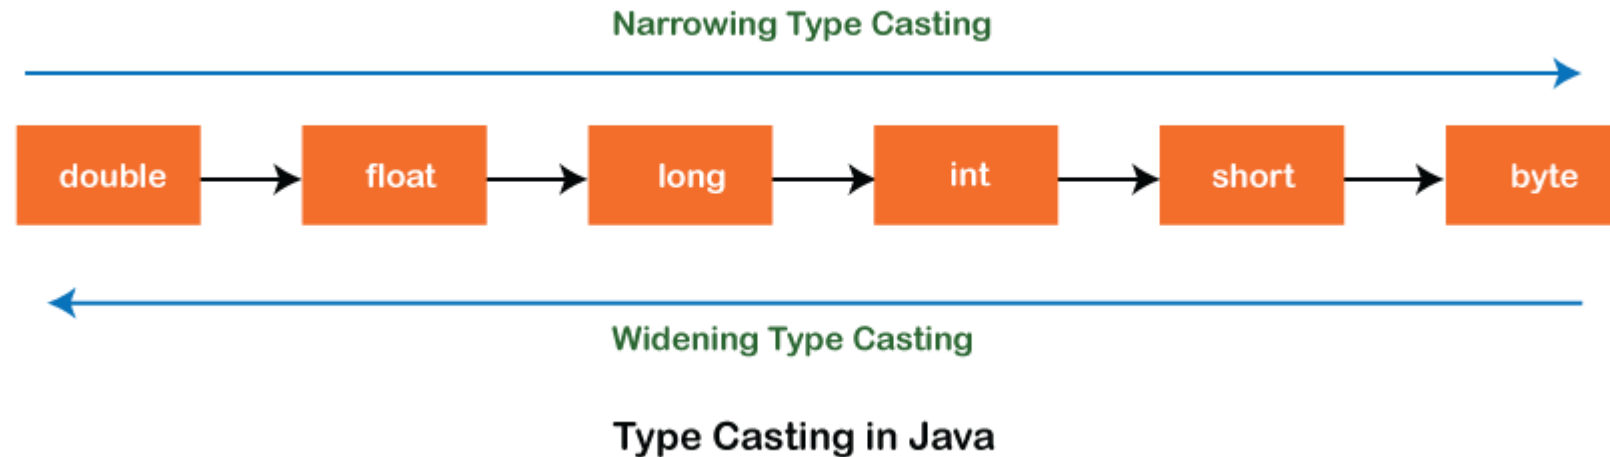 Narrowing Type Casting
double float long int short byte
Widening Type Casting
Type Casting in Java